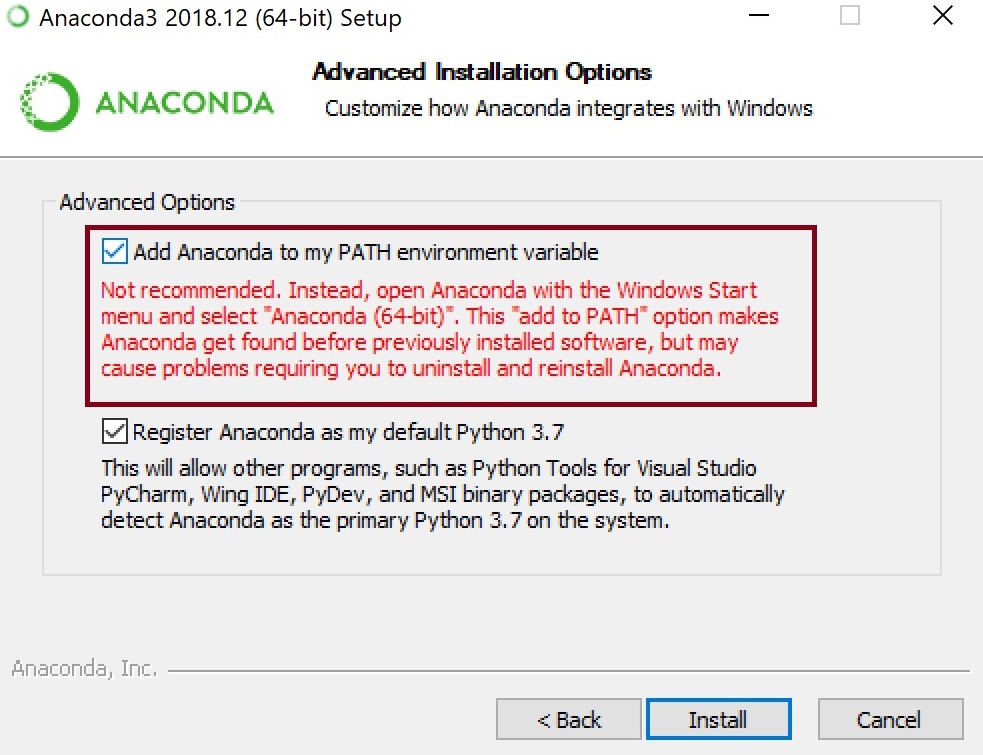 Anaconda3 2018.12 (64-bit) Setup
ANACONDA
Advanced Installation Options
Customize how Anaconda integrates with Windows
Advanced Options
Add Anaconda to my PATH environment variable
Not recommended. Instead, open Anaconda with the Windows Start
menu and select "Anaconda (64-bit)". This "add to PATH" option makes
Anaconda get found before previously installed software, but may
cause problems requiring you to uninstall and reinstall Anaconda.
Register Anaconda as my default Python 3.7
This will allow other programs, such as Python Tools for Visual Studio
PyCharm, Wing IDE, PyDev, and MSI binary packages, to automatically
detect Anaconda as the primary Python 3.7 on the system.
Anaconda, Inc.
< Back
Install
Cancel